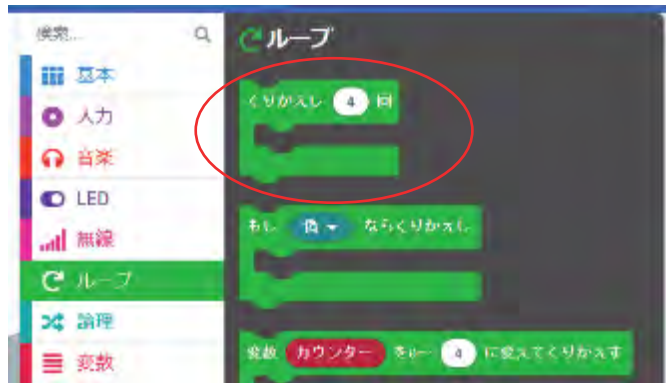 検索...
基本
入力
音楽
LED
無線
ループ
論理
変数
ループ
くりかえし 4 回
もし 偽 ならくりかえし
変数 カウンター を0～ 4 に変えてくりかえす